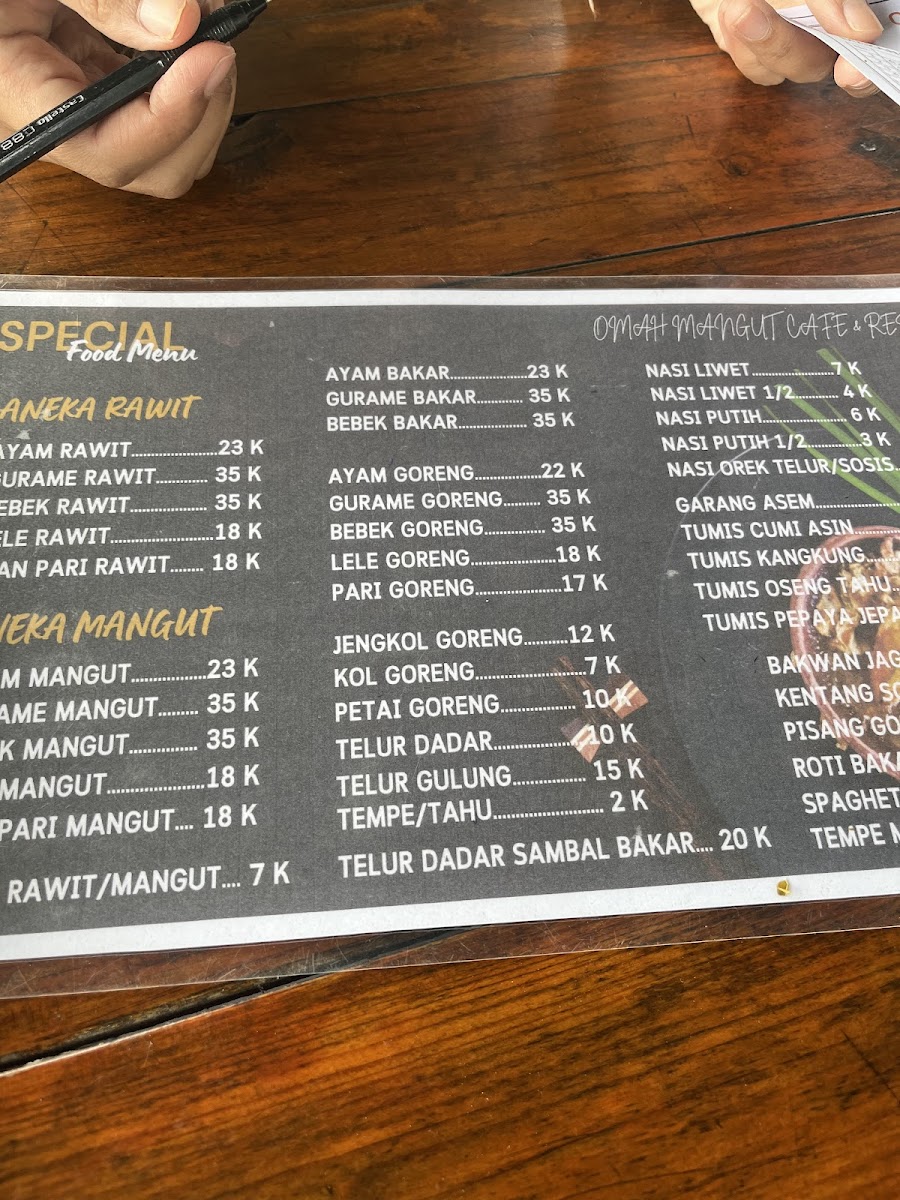 Castello
SPECIAL
Food Menu
OMAH MANGUT CAFE &
ANEKA RAWIT
AYAM RAWIT....................23 K
GURAME RAWIT............ 35 K
BEBEK RAWIT.................. 35 K
LELE RAWIT.......................18 K
PARI RAWIT....... 18 K
MANGUT
MANGUT................23 K
MANGUT......... 35 K
MANGUT............... 35 K
MANGUT......................18 K
PARI MANGUT.... 18 K
RAWIT/MANGUT.... 7 K
AYAM BAKAR..................23 K
GURAME BAKAR........... 35 K
BEBEK BAKAR................ 35 K
AYAM GORENG................22 K
GURAME GORENG......... 35 K
BEBEK GORENG.............. 35 K
LELE GORENG....................18 K
PARI GORENG....................17 K
JENGKOL GORENG..........12 K
KOL GORENG........................7 K
PETAI GORENG................. 10 K
TELUR DADAR.....................10 K
TELUR GULUNG................ 15 K
TEMPE/TAHU........................ 2 K
TELUR DADAR SAMBAL BAKAR.... 20 K
NASI LIWET.......................7 K
NASI LIWET 1/2............ 4 K
NASI PUTIH........................ 6 K
NASI PUTIH 1/2...............3 K
NASI OREK TELUR/SOSIS..
GARANG ASEM.......................
TUMIS CUMI ASIN............
TUMIS KANGKUNG.........
TUMIS OSENG TAHU..
TUMIS PEPAYA
BAKWAN
KENTANG
PISANG
ROTI
TEMPE